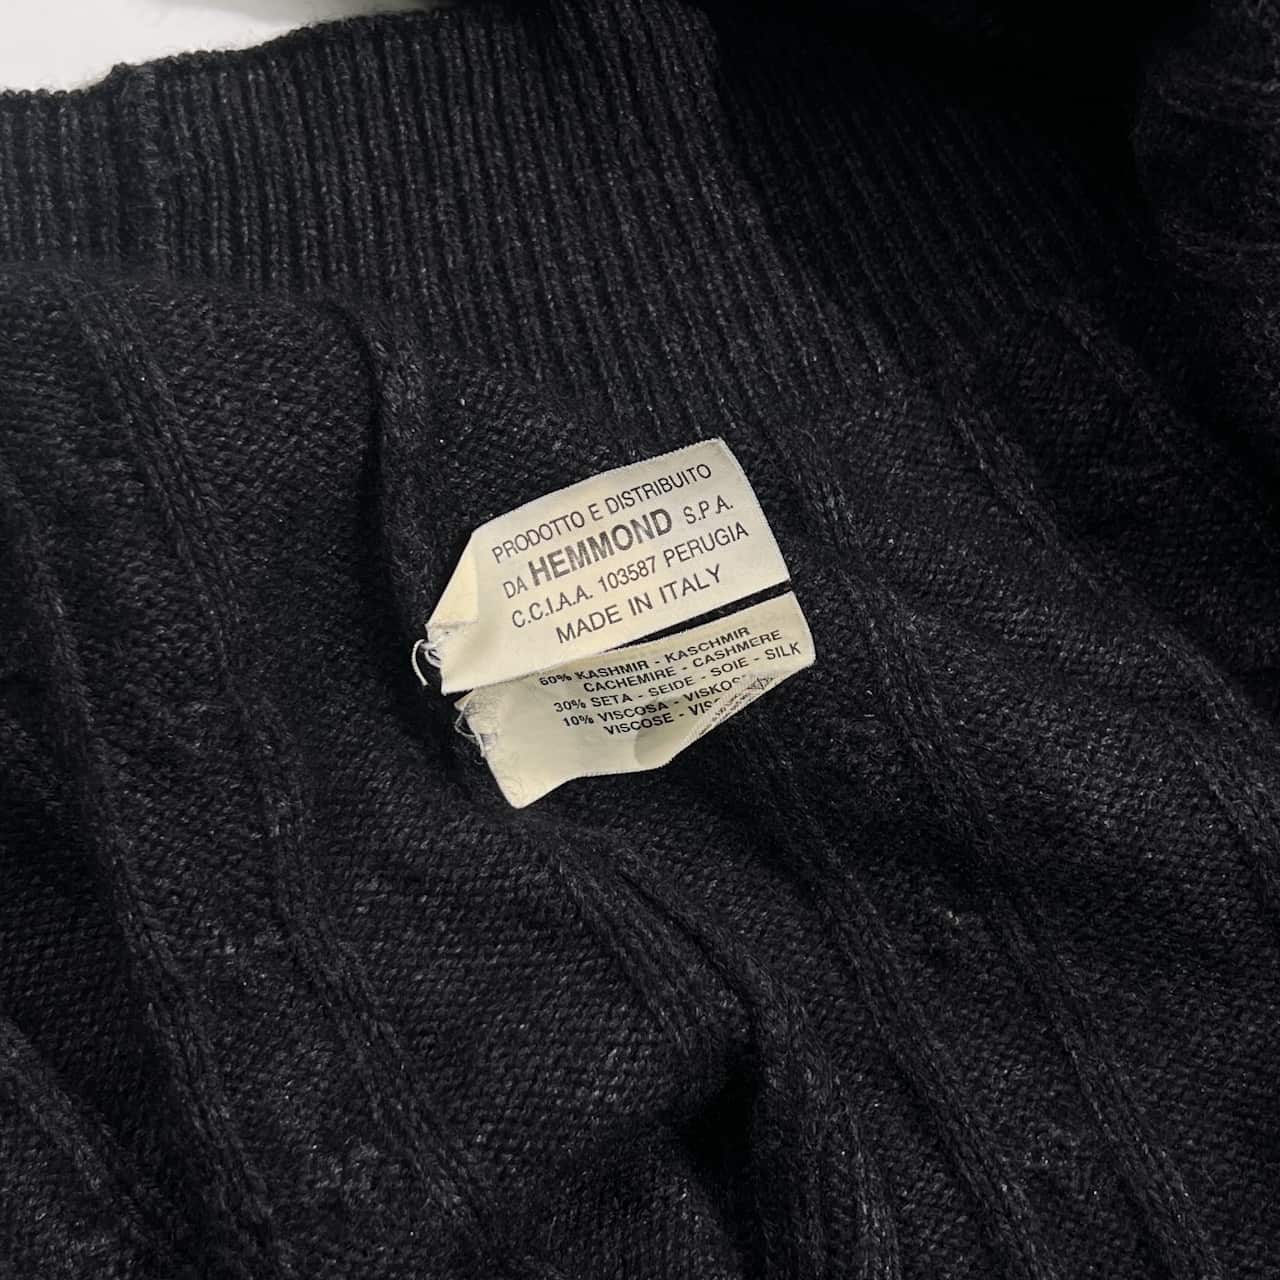 PRODOTTO E DISTRIBUITO
DA HEMMOND S.P.A.
C.C.I.A.A. 103587 PERUGIA
MADE IN ITALY
60% KASHMIR - KASCHMIR
CACHEMIRE - CASHMERE
30% SETA - SEIDE - SOIE - SILK
10% VISCOSA -
VISCOSE -